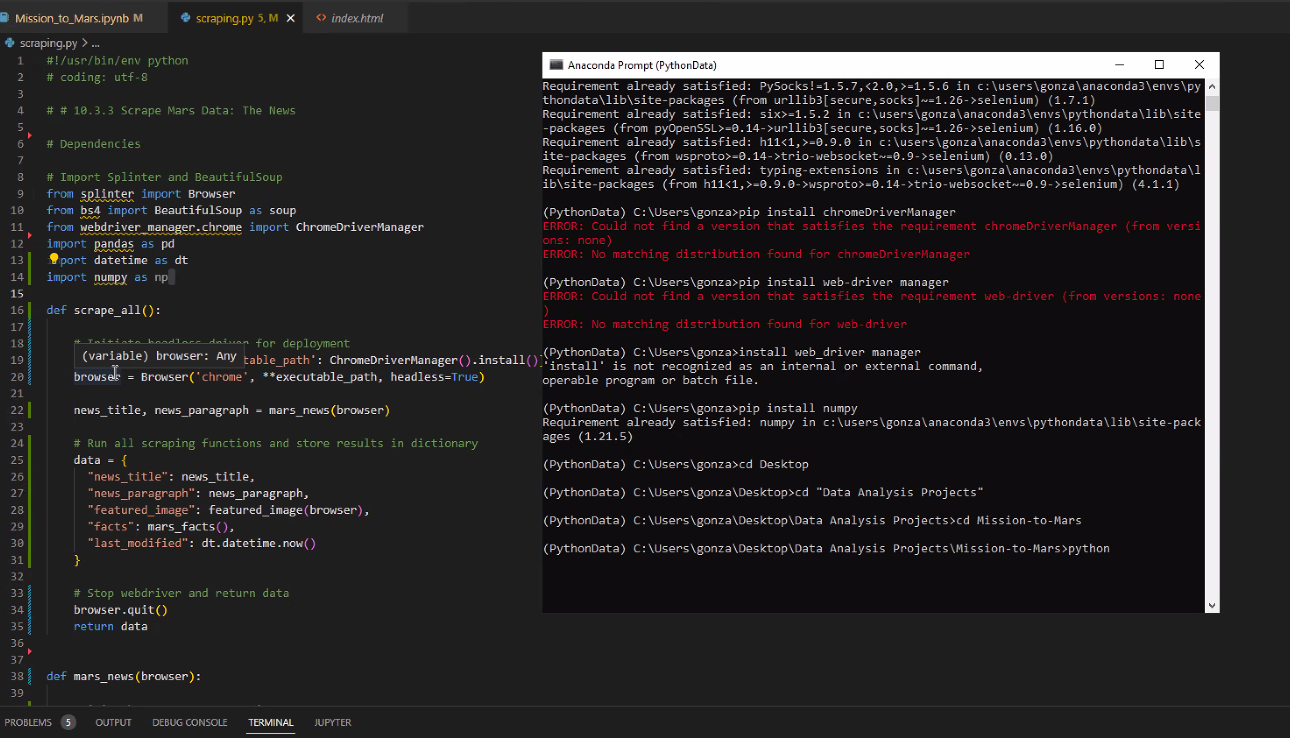 Mission_to_Mars.ipynb M
scraping.py 5, M
index.html
scraping.py > ...
1 #!/usr/bin/env python
2 # coding: utf-8
3
4 # # 10.3.3 Scrape Mars Data: The News
5
6 # Dependencies
7
8 # Import Splinter and BeautifulSoup
9 from splinter import Browser
10 from bs4 import BeautifulSoup as soup
11 from webdriver_manager.chrome import ChromeDriverManager
12 import pandas as pd
13 port datetime as dt
14 import numpy as np
15
16 def scrape_all():
17
18 # Initiate headless driver for deployment
(variable) browser: Any
19 table_path': ChromeDriverManager().install()
20 browser = Browser('chrome', **executable_path, headless=True)
21
22 news_title, news_paragraph = mars_news(browser)
23
24 # Run all scraping functions and store results in dictionary
25 data = {
26 "news_title": news_title,
27 "news_paragraph": news_paragraph,
28 "featured_image": featured_image(browser),
29 "facts": mars_facts(),
30 "last_modified": dt.datetime.now()
31 }
32
33 # Stop webdriver and return data
34 browser.quit()
35 return data
36
37
38 def mars_news(browser):
39
PROBLEMS 5 OUTPUT DEBUG CONSOLE TERMINAL JUPYTER
Anaconda Prompt (PythonData)
Requirement already satisfied: PySocks!=1.5.7,<2.0,>=1.5.6 in c:\users\gonza\anaconda3\envs\py
thondata\lib\site-packages (from urllib3[secure,socks]~=1.26->selenium) (1.7.1)
Requirement already satisfied: six>=1.5.2 in c:\users\gonza\anaconda3\envs\pythondata\lib\site
-packages (from pyOpenSSL>=0.14->urllib3[secure,socks]~=1.26->selenium) (1.16.0)
Requirement already satisfied: h11<1,>=0.9.0 in c:\users\gonza\anaconda3\envs\pythondata\lib\s
ite-packages (from wsproto>=0.14->trio-websocket~=0.9->selenium) (0.13.0)
Requirement already satisfied: typing-extensions in c:\users\gonza\anaconda3\envs\pythondata\l
ib\site-packages (from h11<1,>=0.9.0->wsproto>=0.14->trio-websocket~=0.9->selenium) (4.1.1)
(PythonData) C:\Users\gonza>pip install chromeDriverManager
ERROR: Could not find a version that satisfies the requirement chromeDriverManager (from versi
ons: none)
ERROR: No matching distribution found for chromeDriverManager
(PythonData) C:\Users\gonza>pip install web-driver manager
ERROR: Could not find a version that satisfies the requirement web-driver (from versions: none
)
ERROR: No matching distribution found for web-driver
(PythonData) C:\Users\gonza>install web_driver manager
'install' is not recognized as an internal or external command,
operable program or batch file.
(PythonData) C:\Users\gonza>pip install numpy
Requirement already satisfied: numpy in c:\users\gonza\anaconda3\envs\pythondata\lib\site-pack
ages (1.21.5)
(PythonData) C:\Users\gonza>cd Desktop
(PythonData) C:\Users\gonza\Desktop>cd "Data Analysis Projects"
(PythonData) C:\Users\gonza\Desktop\Data Analysis Projects>cd Mission-to-Mars
(PythonData) C:\Users\gonza\Desktop\Data Analysis Projects\Mission-to-Mars>python